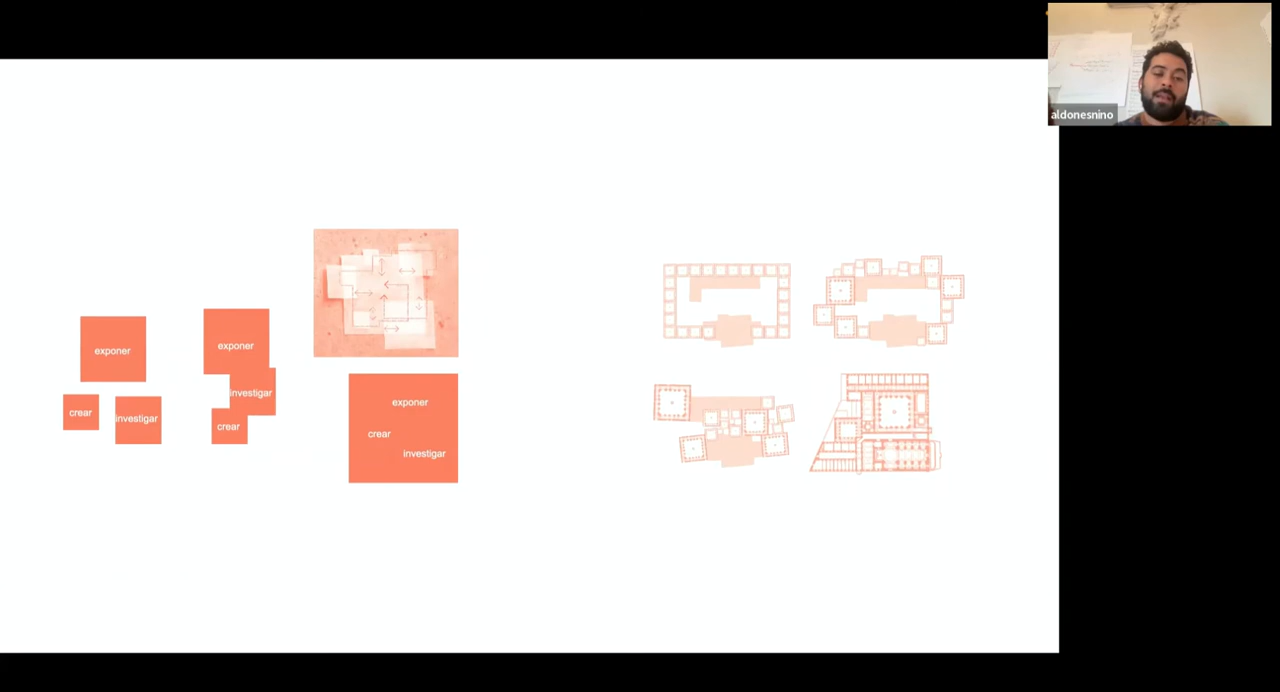 aldonesnino
exponer
crear
investigar
exponer
investigar
crear
exponer
crear
investigar